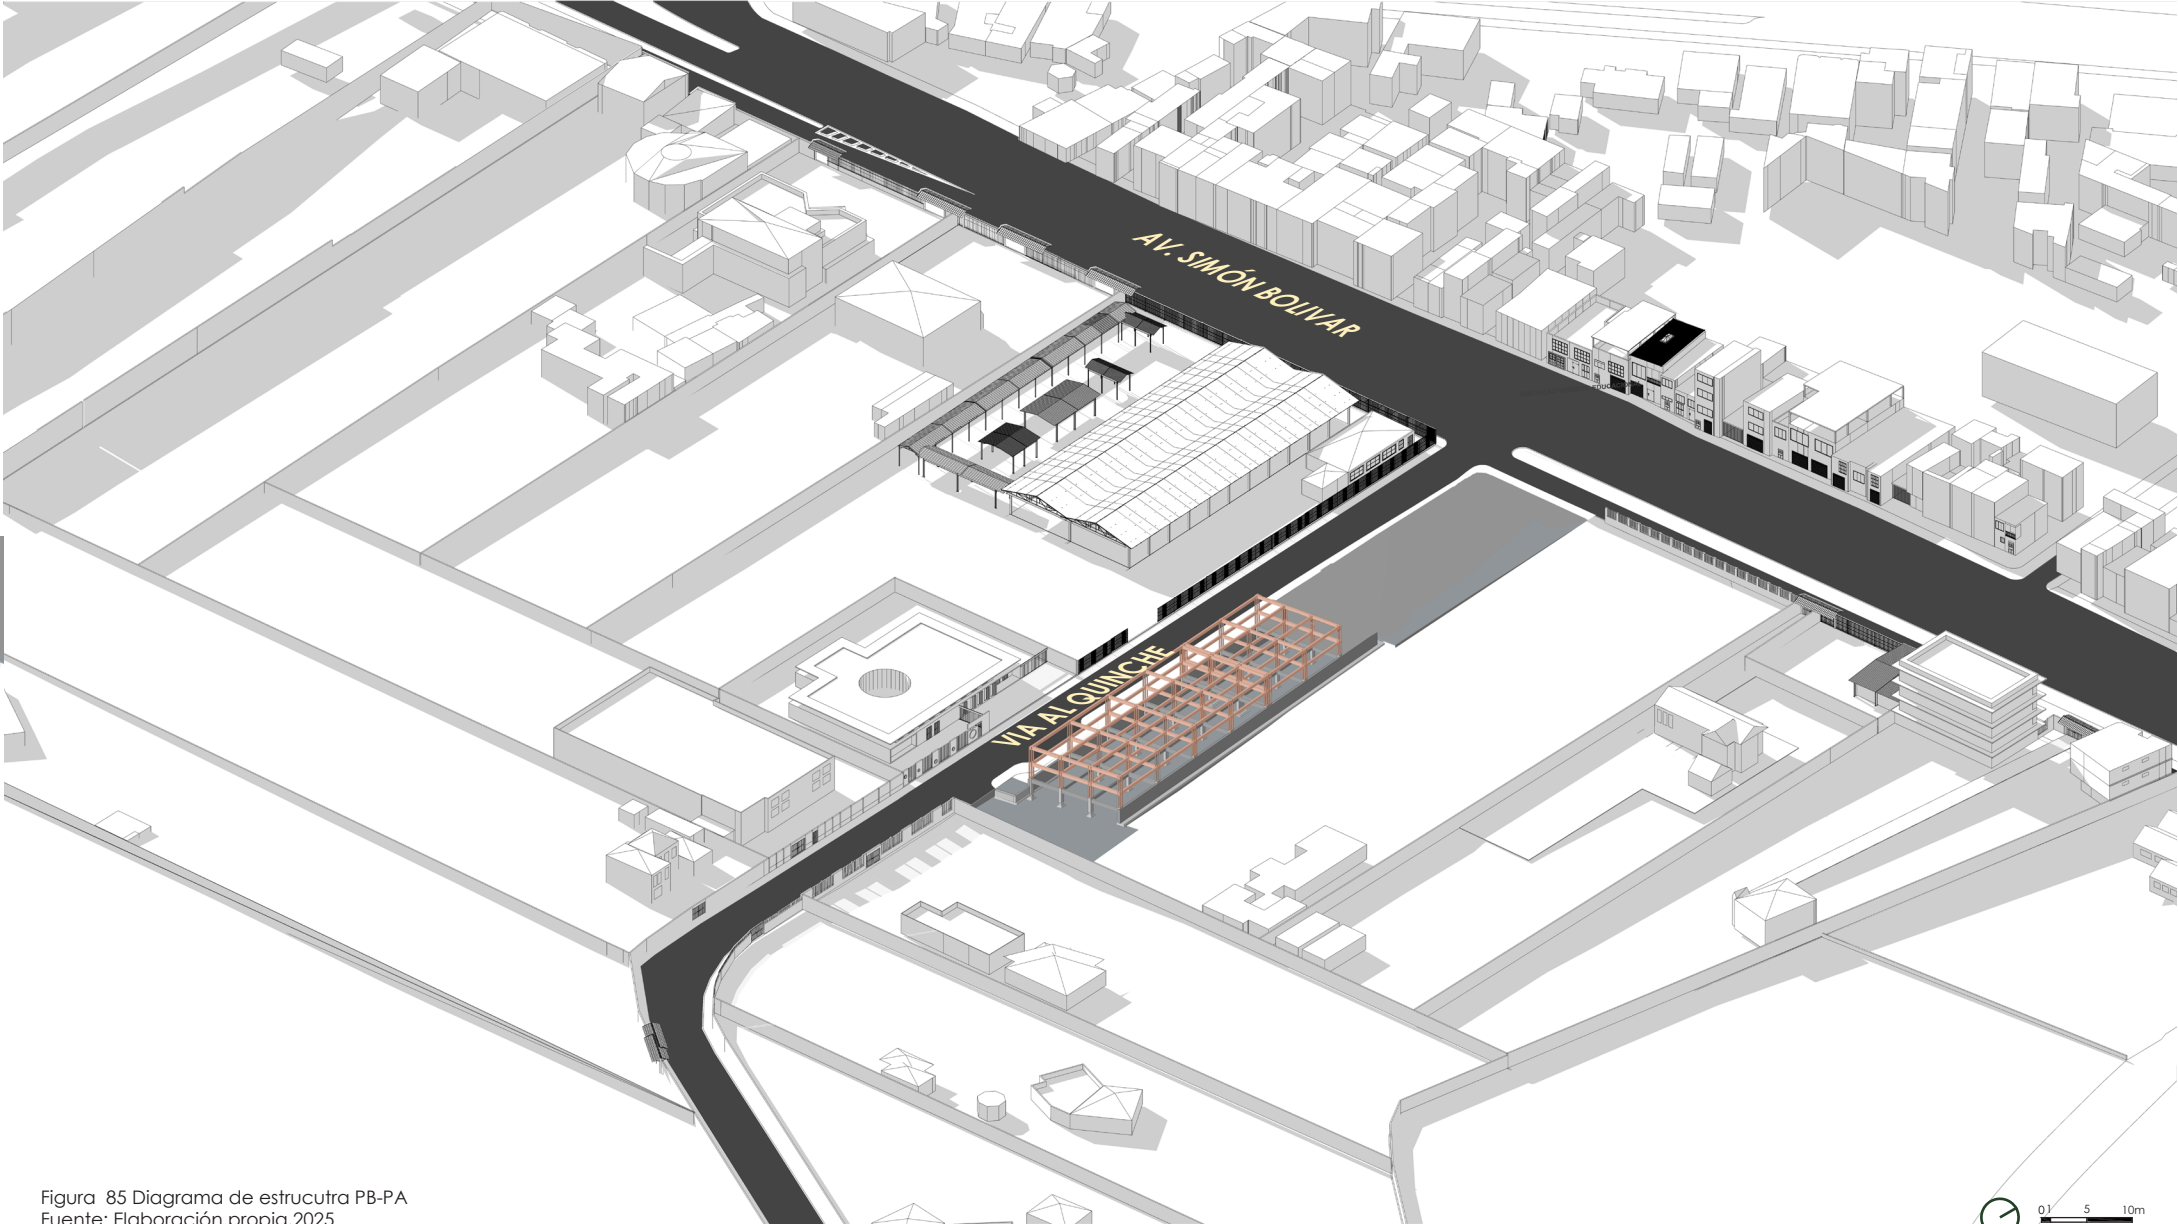 AV. SIMÓN BOLIVAR
VIA AL QUINCHE
Figura 85 Diagrama de estrucutra PB-PA
Fuente: Elaboración propia 2025
0 1 5 10m